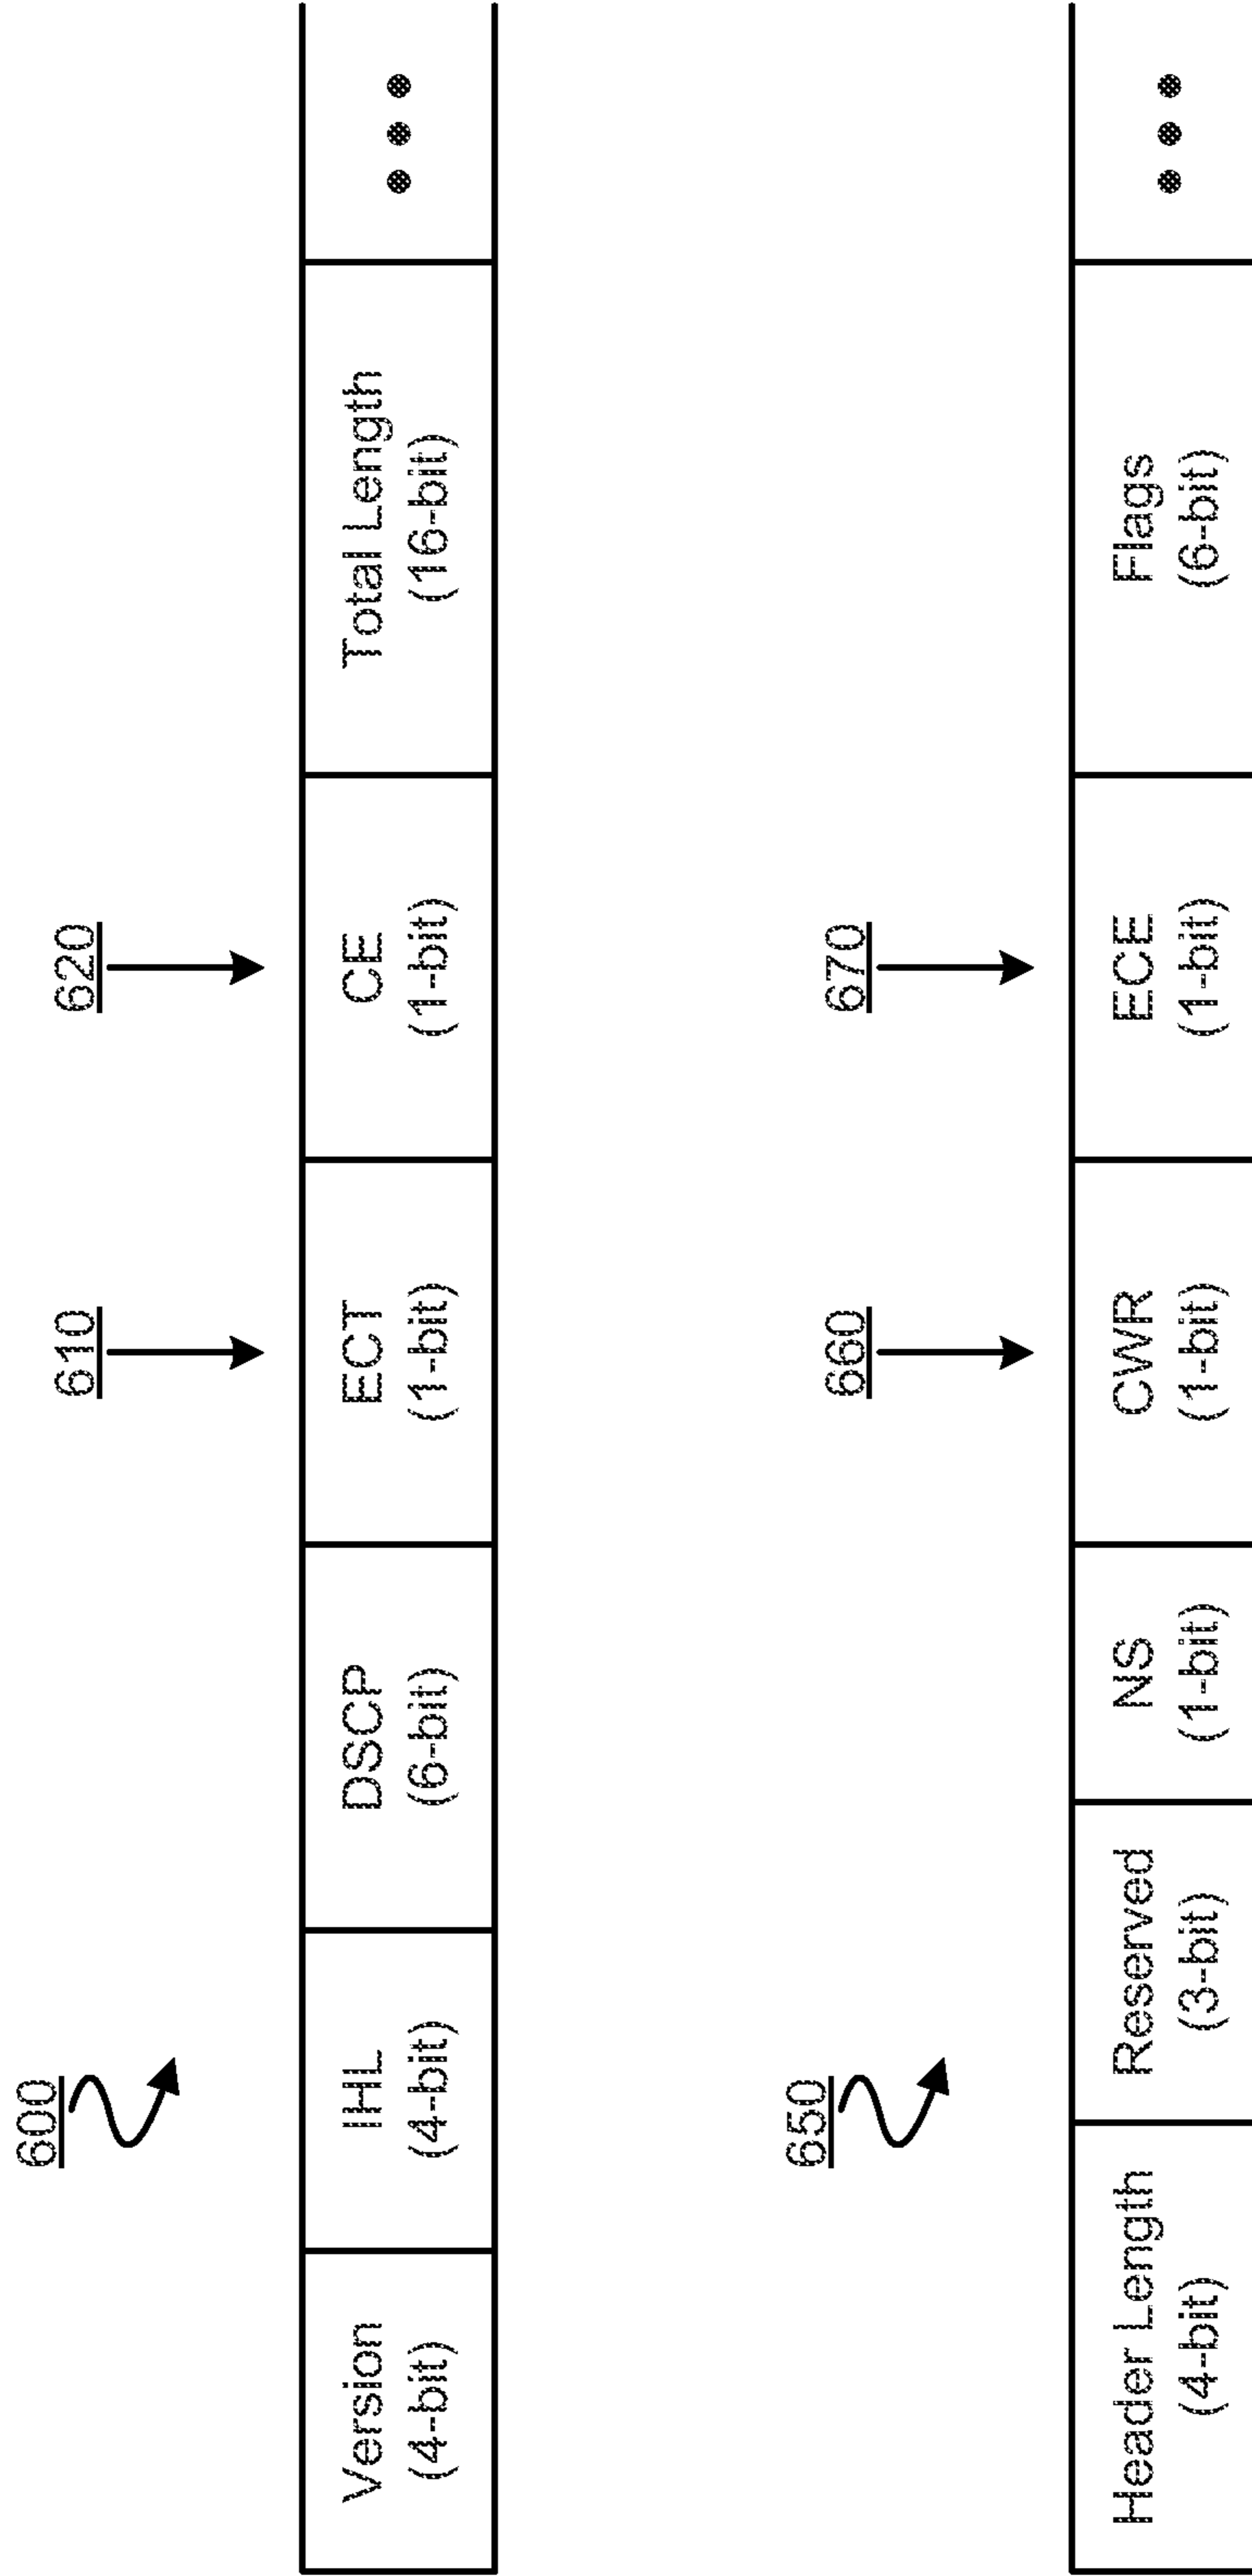 600
610
620
Version
(4-bit)
IHL
(4-bit)
DSCP
(6-bit)
ECT
(1-bit)
CE
(1-bit)
Total Length
(16-bit)
650
660
670
Header Length
(4-bit)
Reserved
(3-bit)
NS
(1-bit)
CWR
(1-bit)
ECE
(1-bit)
Flags
(6-bit)